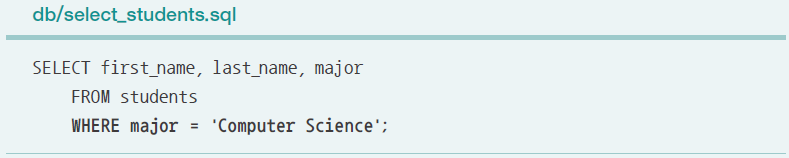 db/select_students.sql
SELECT first_name, last_name, major
FROM students
WHERE major = 'Computer Science';